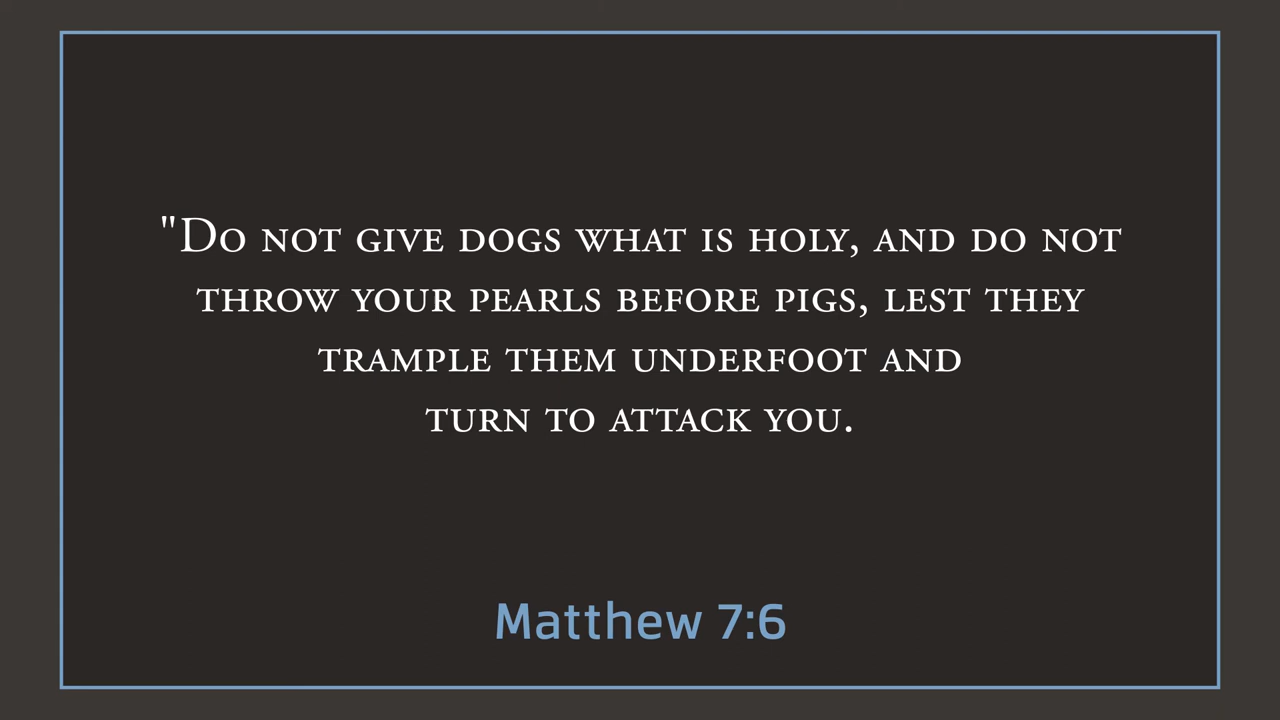 "Do not give dogs what is holy, and do not
throw your pearls before pigs, lest they
trample them underfoot and
turn to attack you.
Matthew 7:6